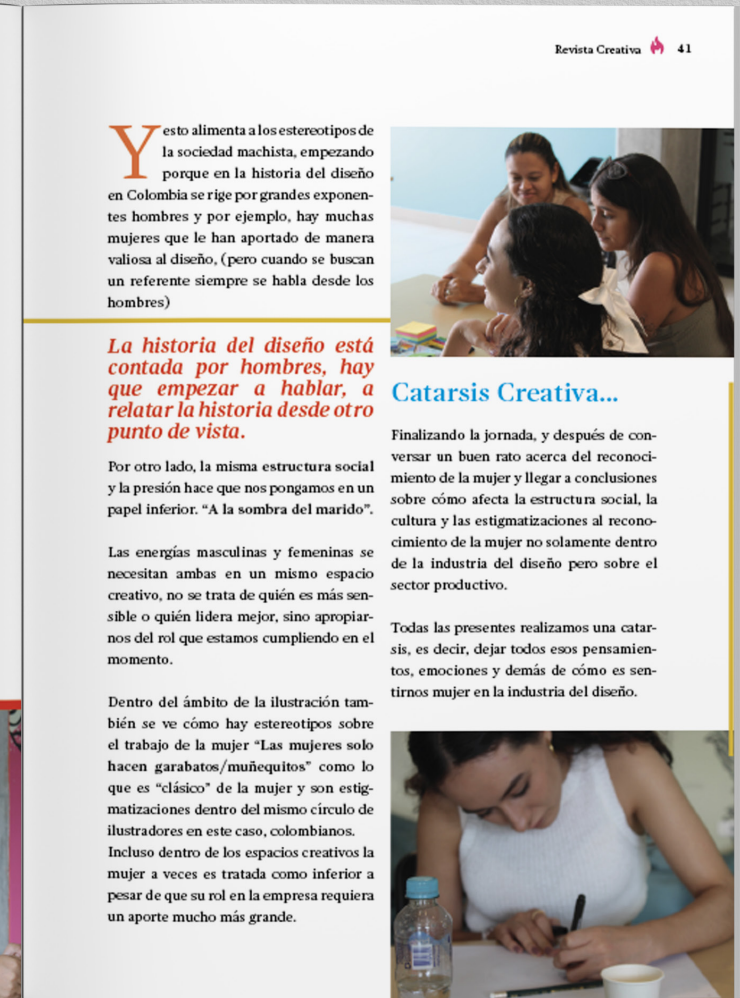 Revista Creativa 41
Y esto alimenta a los estereotipos de
la sociedad machista, empezando
porque en la historia del diseño
en Colombia se rige por grandes exponen-
tes hombres y por ejemplo, hay muchas
mujeres que le han aportado de manera
valiosa al diseño, (pero cuando se buscan
un referente siempre se habla desde los
hombres)
La historia del diseño está
contada por hombres, hay
que empezar a hablar, a
relatar la historia desde otro
punto de vista.
Por otro lado, la misma estructura social
y la presión hace que nos pongamos en un
papel inferior. “A la sombra del marido”.
Las energías masculinas y femeninas se
necesitan ambas en un mismo espacio
creativo, no se trata de quién es más sen-
sible o quién lidera mejor, sino apropiar-
nos del rol que estamos cumpliendo en el
momento.
Dentro del ámbito de la ilustración tam-
bién se ve cómo hay estereotipos sobre
el trabajo de la mujer “Las mujeres solo
hacen garabatos/muñequitos” como lo
que es “clásico” de la mujer y son estig-
matizaciones dentro del mismo círculo de
ilustradores en este caso, colombianos.
Incluso dentro de los espacios creativos la
mujer a veces es tratada como inferior a
pesar de que su rol en la empresa requiera
un aporte mucho más grande.
Catarsis Creativa...
Finalizando la jornada, y después de con-
versar un buen rato acerca del reconoci-
miento de la mujer y llegar a conclusiones
sobre cómo afecta la estructura social, la
cultura y las estigmatizaciones al recono-
cimiento de la mujer no solamente dentro
de la industria del diseño pero sobre el
sector productivo.
Todas las presentes realizamos una catar-
sis, es decir, dejar todos esos pensamien-
tos, emociones y demás de cómo es sen-
tirnos mujer en la industria del diseño.